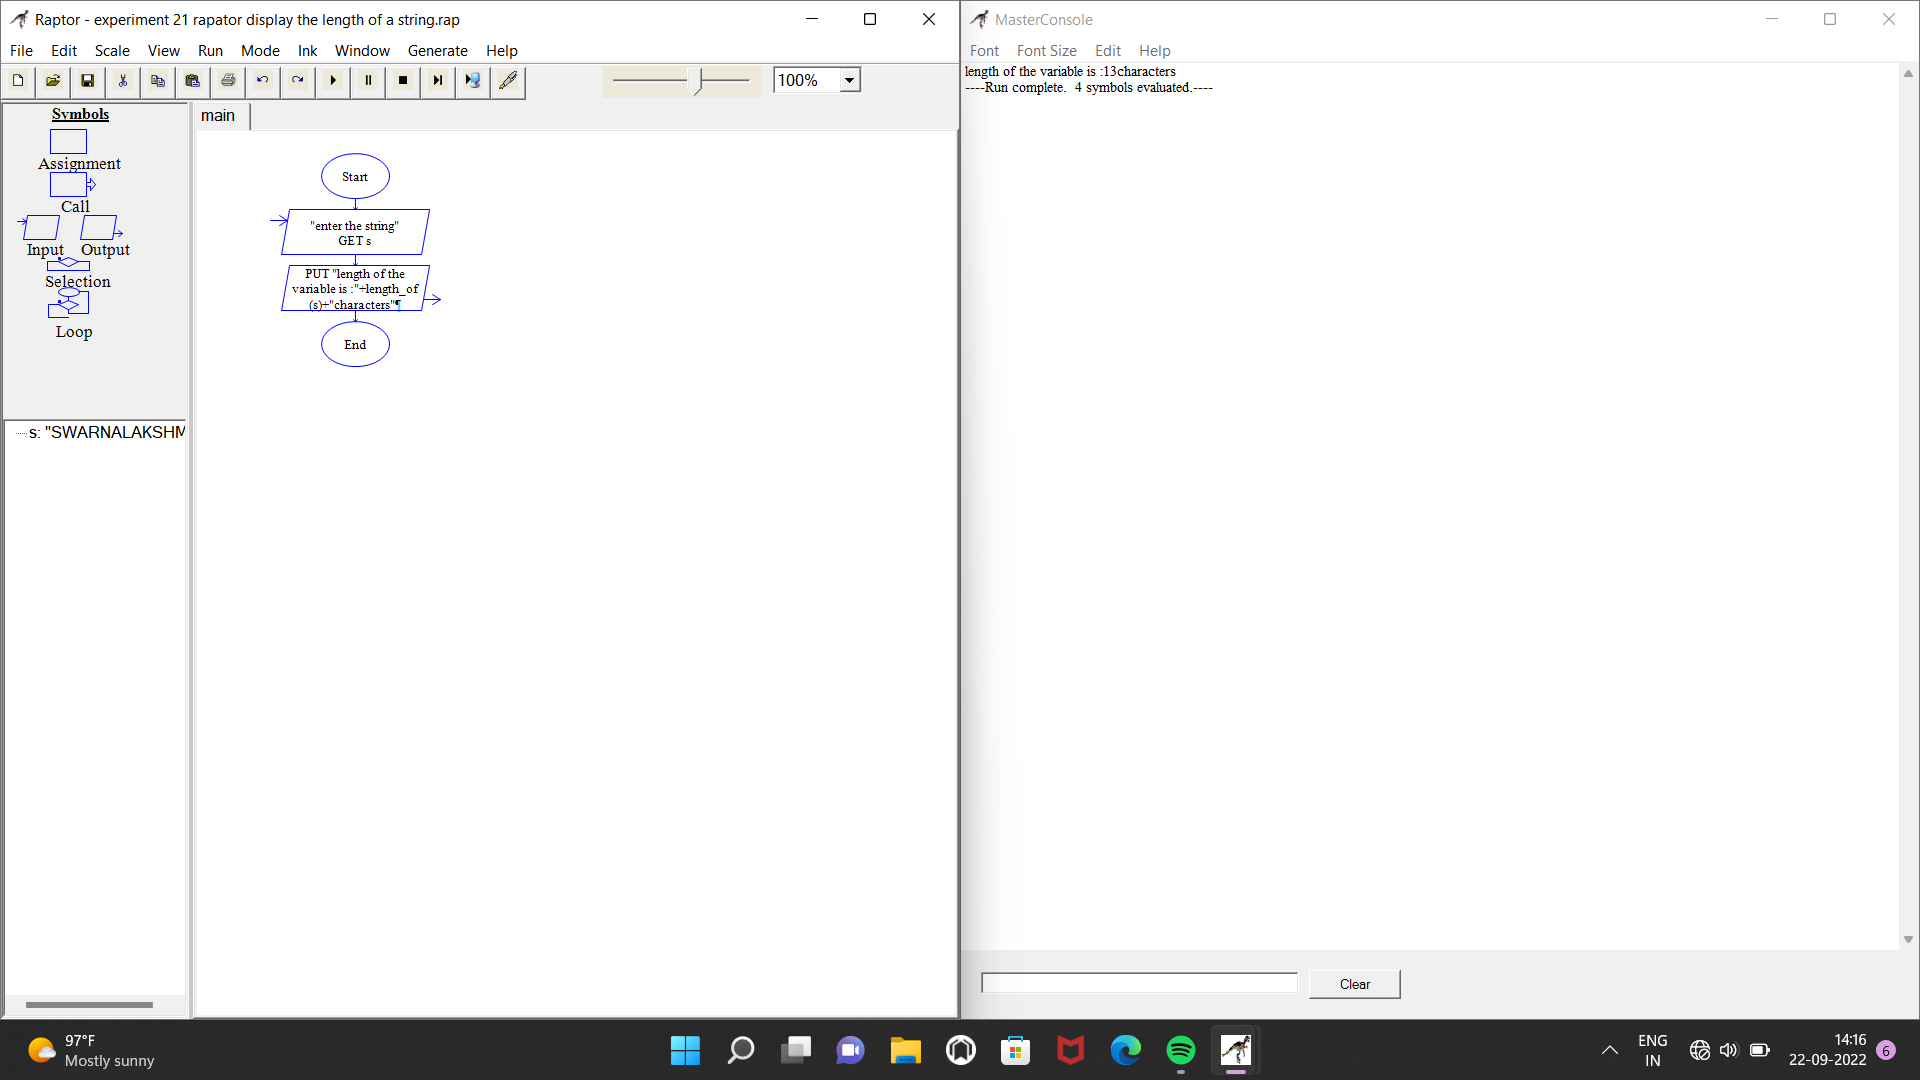 Raptor - experiment 21 rapator display the length of a string.rap
File Edit Scale View Run Mode Ink Window Generate Help
100%
Symbols
Assignment
Call
Input Output
Selection
Loop
s: "SWARNALAKSHM
main
Start
"enter the string"
GET s
PUT "length of the
variable is :"+length_of
(s)+"characters"¶
End
MasterConsole
Font Font Size Edit Help
length of the variable is :13characters
----Run complete. 4 symbols evaluated.----
Clear
97°F
Mostly sunny
ENG
IN
14:16
22-09-2022
6